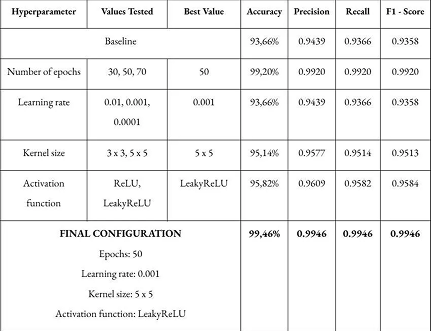 Hyperparameter Values Tested Best Value Accuracy Precision Recall F1 - Score
Baseline 93,66% 0.9439 0.9366 0.9358
Number of epochs 30, 50, 70 50 99,20% 0.9920 0.9920 0.9920
Learning rate 0.01, 0.001, 0.001 93,66% 0.9439 0.9366 0.9358
0.0001
Kernel size 3 x 3, 5 x 5 5 x 5 95,14% 0.9577 0.9514 0.9513
Activation ReLU, LeakyReLU 95,82% 0.9609 0.9582 0.9584
function LeakyReLU
FINAL CONFIGURATION 99,46% 0.9946 0.9946 0.9946
Epochs: 50
Learning rate: 0.001
Kernel size: 5 x 5
Activation function: LeakyReLU